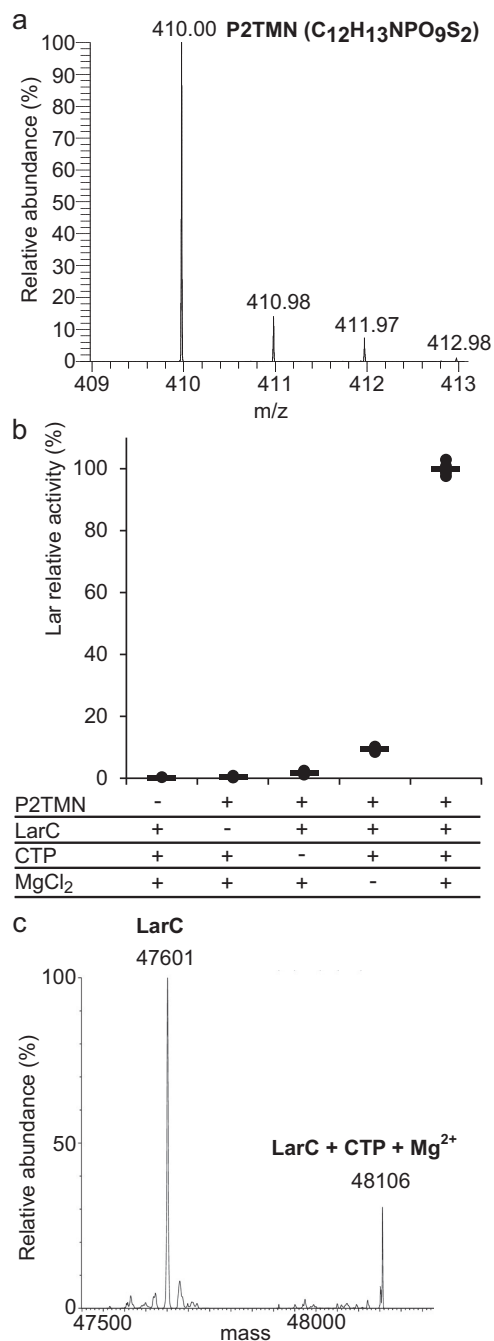 a
410.00 P2TMN (C₁₂H₁₃NPO₉S₂)
Relative abundance (%)
100
90
80
70
60
50
40
30
20
10
0
410.98
411.97
412.98
409 410 411 412 413
m/z
b
Lar relative activity (%)
100
80
60
40
20
0
P2TMN - + + + +
LarC + - + + +
CTP + + - + +
MgCl₂ + + + - +
c
LarC
47601
Relative abundance (%)
100
50
0
LarC + CTP + Mg²⁺
48106
47500 48000
mass